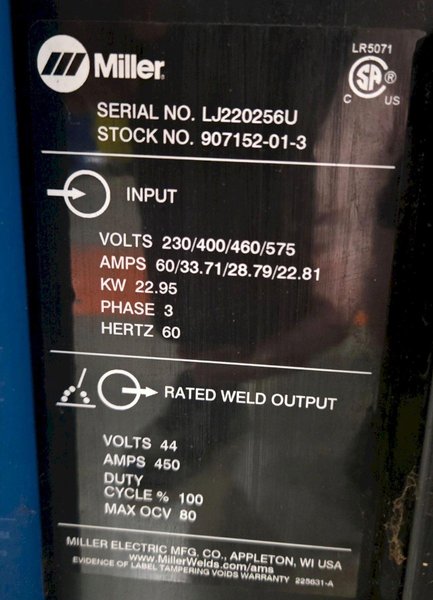 Miller®
LR5071
SA®
C US
SERIAL NO. LJ220256U
STOCK NO. 907152-01-3
INPUT
VOLTS 230/400/460/575
AMPS 60/33.71/28.79/22.81
KW 22.95
PHASE 3
HERTZ 60
RATED WELD OUTPUT
VOLTS 44
AMPS 450
DUTY
CYCLE % 100
MAX OCV 80
MILLER ELECTRIC MFG. CO., APPLETON, WI USA
www.MillerWelds.com/ams
EVIDENCE OF LABEL TAMPERING VOIDS WARRANTY 225631-A